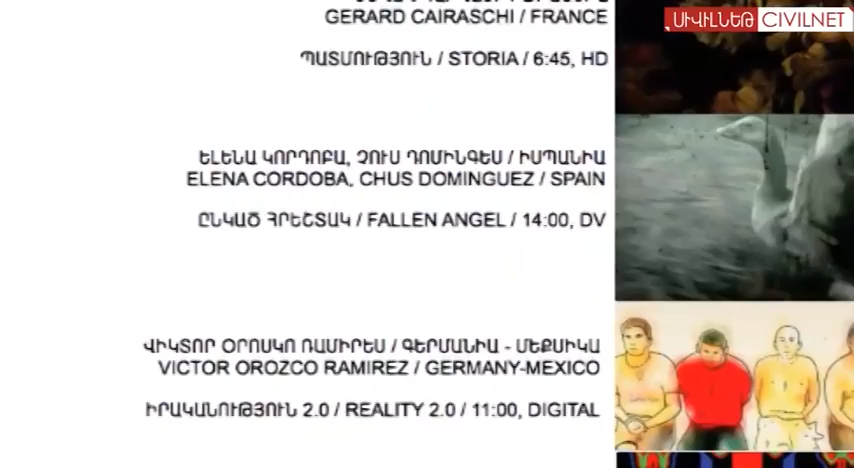 ՍԻՎԻԼՆԵԹ CIVILNET
GERARD CAIRASCHI / FRANCE
ՊԱՏՄՈՒԹՅՈՒՆ / STORIA / 6:45, HD
ԵԼԵՆԱ ԿՈՐԴՈԲԱ, ՉՈՒՍ ԴՈՄԻՆԳԵՍ / ԻՍՊԱՆԻԱ
ELENA CORDOBA, CHUS DOMINGUEZ / SPAIN
ԸՆԿԱԾ ՀՐԵՇՏԱԿ / FALLEN ANGEL / 14:00, DV
ՎԻԿՏՈՐ ՕՐՈՍԿՈ ՌԱՄԻՐԵՍ / ԳԵՐՄԱՆԻԱ - ՄԵՔՍԻԿԱ
VICTOR OROZCO RAMIREZ / GERMANY-MEXICO
ԻՐԱԿԱՆՈՒԹՅՈՒՆ 2.0 / REALITY 2.0 / 11:00, DIGITAL